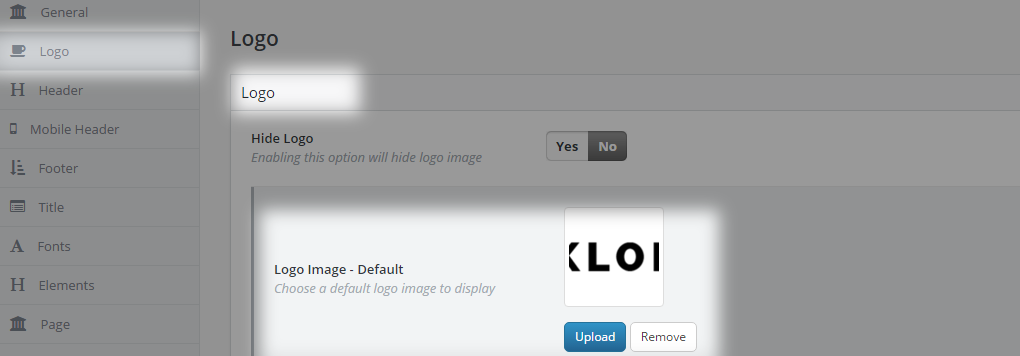 General
Logo
Header
Mobile Header
Footer
Title
Fonts
Elements
Page
Logo
Logo
Hide Logo
Enabling this option will hide logo image
Yes No
Logo Image - Default
Choose a default logo image to display
Upload Remove